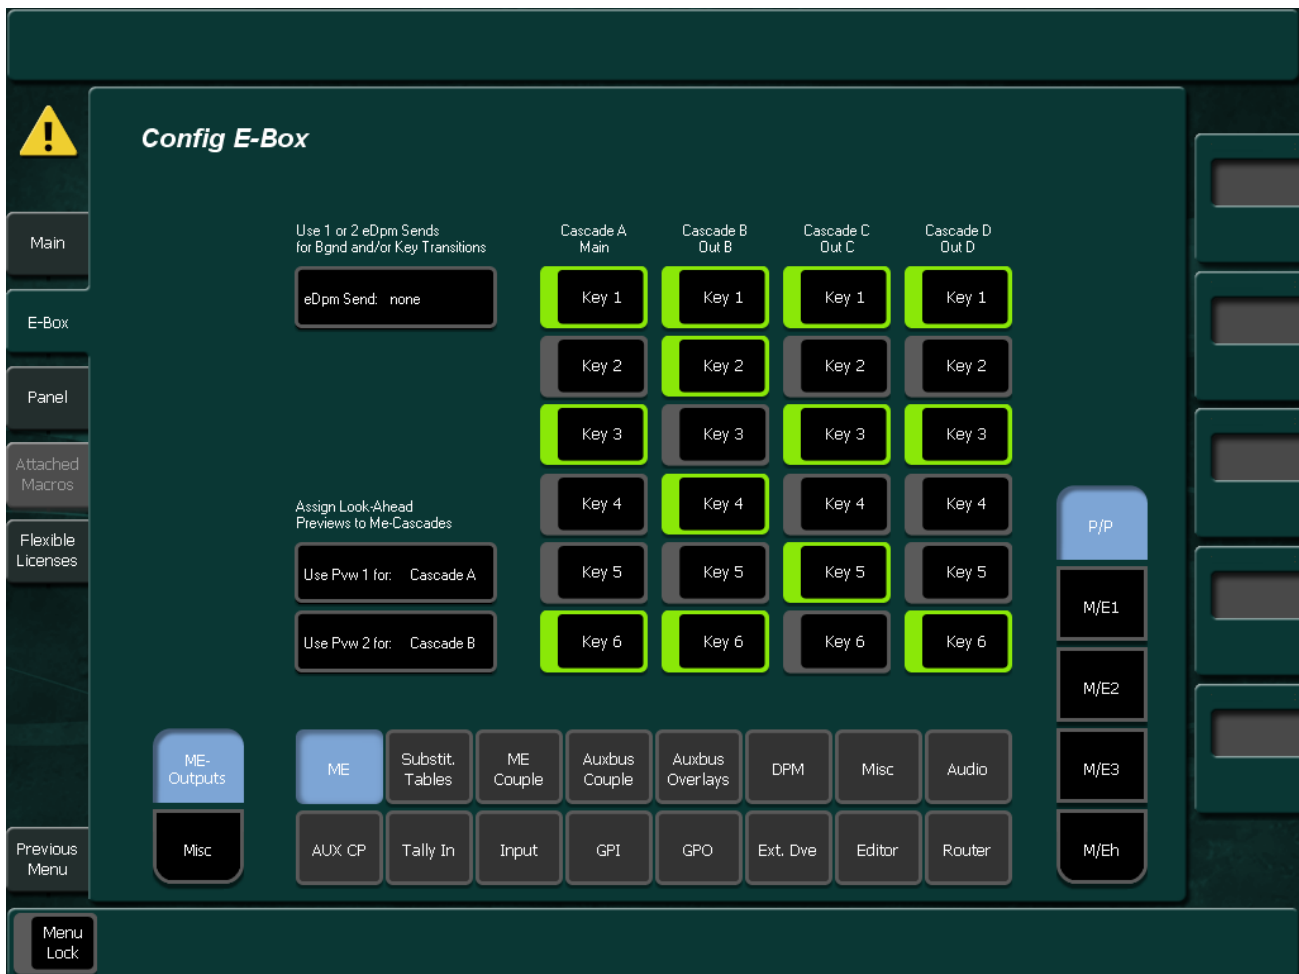 Config E-Box
Main
E-Box
Panel
Attached
Macros
Flexible
Licenses
Previous
Menu
Menu
Lock
Use 1 or 2 eDpm Sends
for Bgnd and/or Key Transitions
eDpm Send: none
Assign Look-Ahead
Previews to Me-Cascades
Use Pvw 1 for: Cascade A
Use Pvw 2 for: Cascade B
Cascade A
Main
Cascade B
Out B
Cascade C
Out C
Cascade D
Out D
Key 1 Key 1 Key 1 Key 1
Key 2 Key 2 Key 2 Key 2
Key 3 Key 3 Key 3 Key 3
Key 4 Key 4 Key 4 Key 4
Key 5 Key 5 Key 5 Key 5
Key 6 Key 6 Key 6 Key 6
P/P
M/E1
M/E2
M/E3
M/Eh
ME-
Outputs
Misc
ME
Substit.
Tables
ME
Couple
Auxbus
Couple
Auxbus
Overlays
DPM
Misc
Audio
AUX CP
Tally In
Input
GPI
GPO
Ext. Dve
Editor
Router